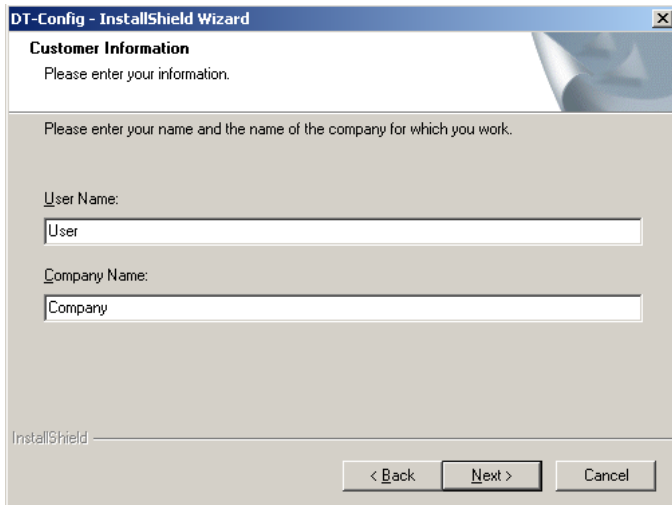 DT-Config - InstallShield Wizard
Customer Information
Please enter your information.
Please enter your name and the name of the company for which you work.
User Name:
User
Company Name:
Company
InstallShield
< Back Next > Cancel